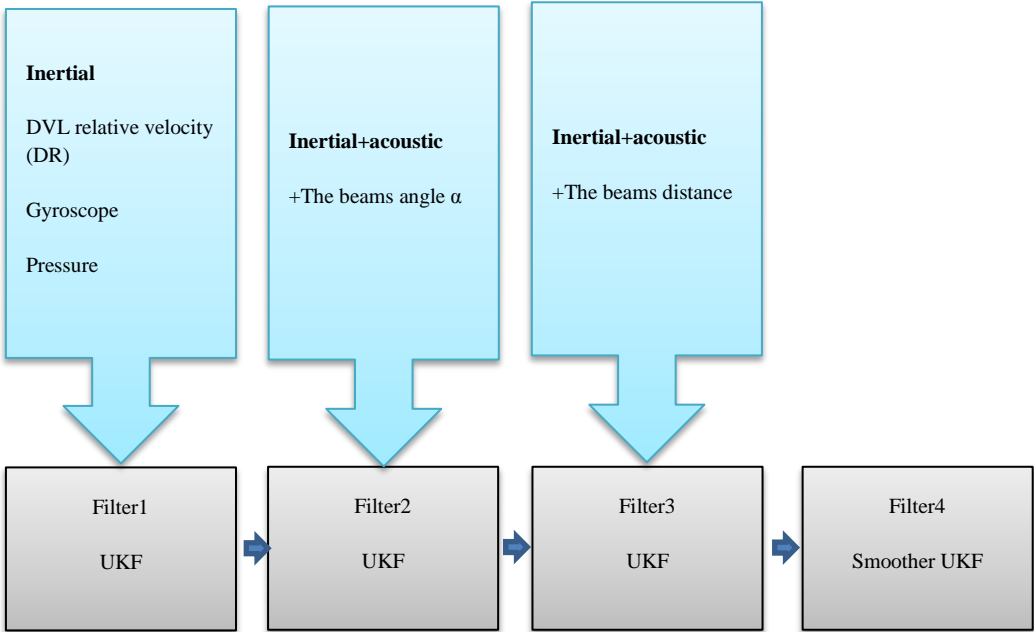 Inertial
DVL relative velocity
(DR)
Gyroscope
Pressure
Inertial+acoustic
+The beams angle α
Inertial+acoustic
+The beams distance
Filter1
UKF
Filter2
UKF
Filter3
UKF
Filter4
Smoother UKF